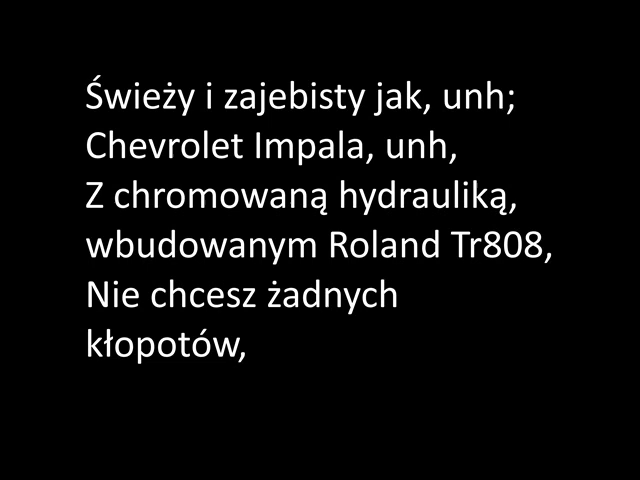 Świeży i zajebisty jak, unh;
Chevrolet Impala, unh,
Z chromowaną hydrauliką,
wbudowanym Roland Tr808,
Nie chcesz żadnych
kłopotów,